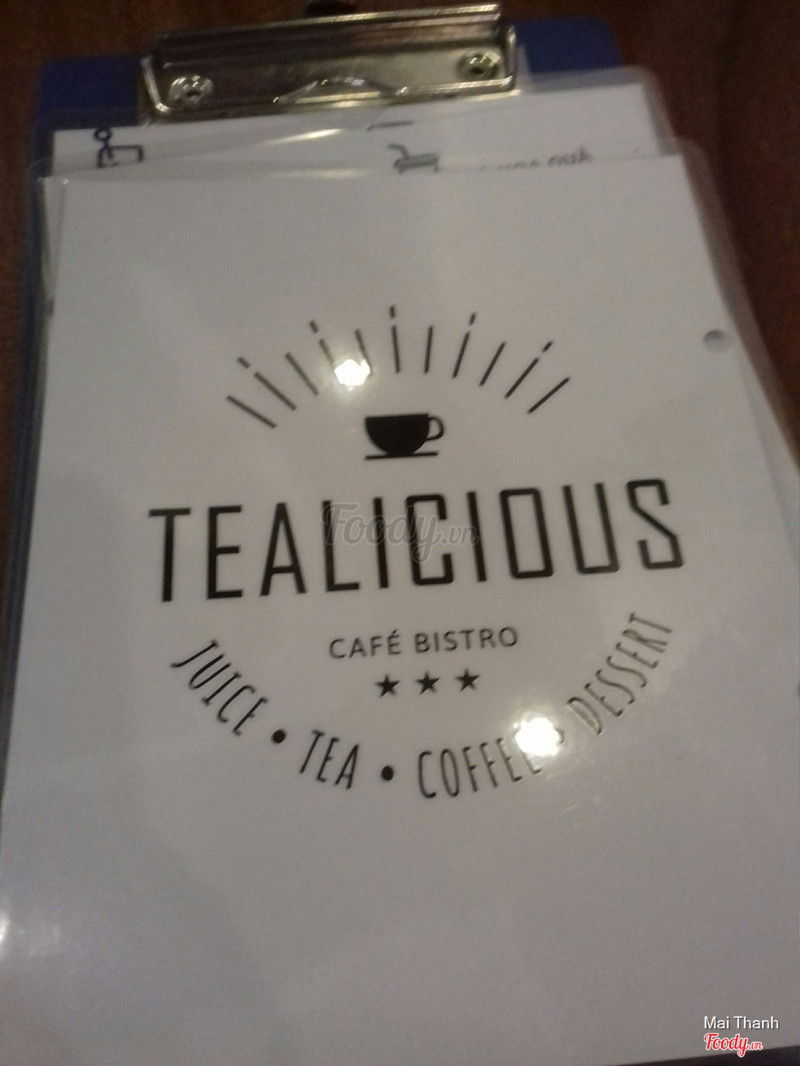 TEALICIOUS
CAFÉ BISTRO
JUICE • TEA • COFFEE • DESSERT
Foody.vn
Mai Thanh
Foody.vn